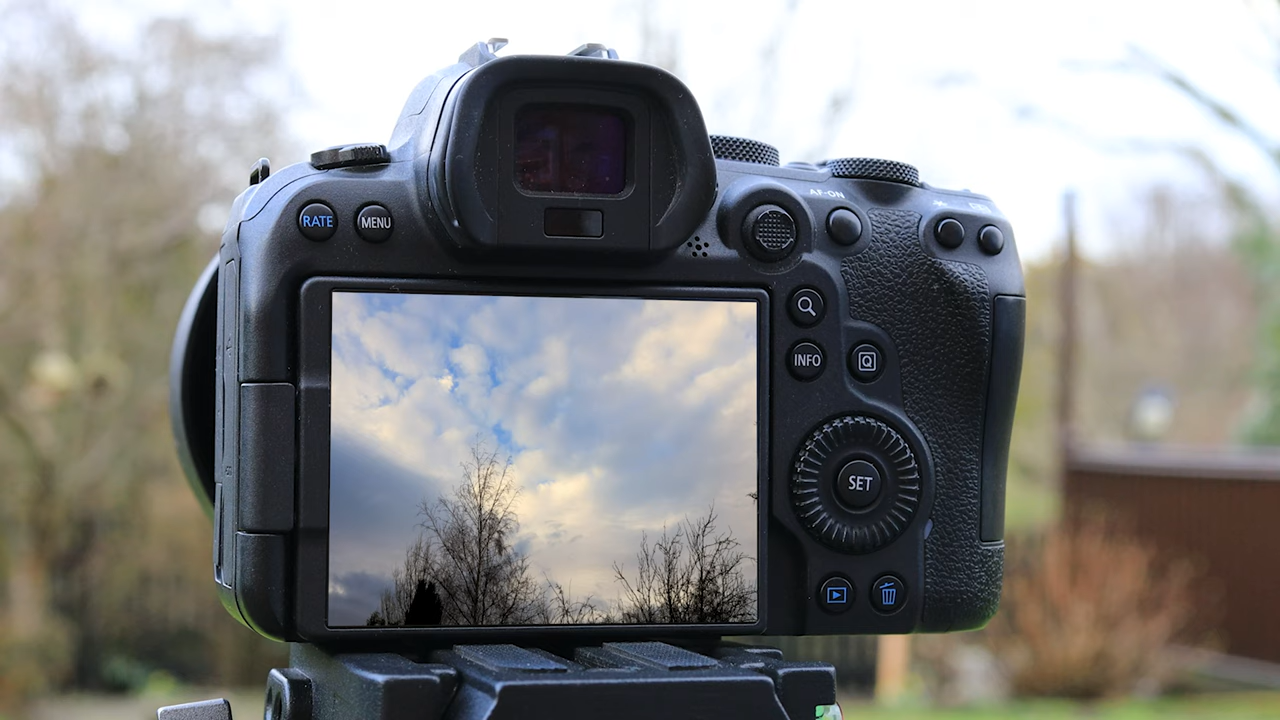 RATE
MENU
AF-ON
INFO
Q
SET